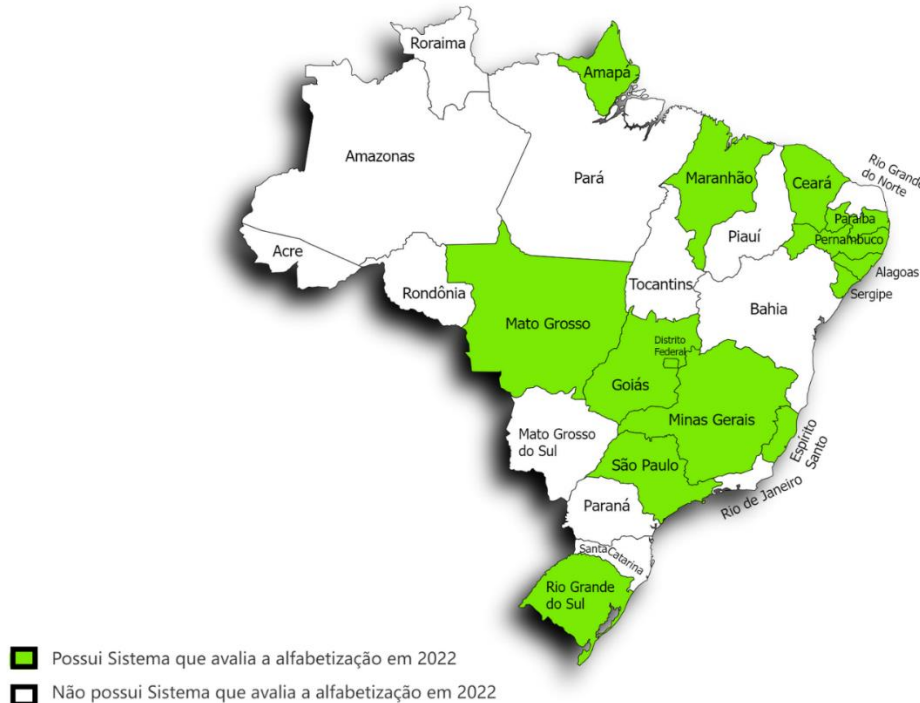 Roraima
Amapá
Amazonas
Pará
Maranhão
Ceará
Rio Grande
do Norte
Paraíba
Pernambuco
Piauí
Alagoas
Acre
Rondônia
Tocantins
Sergipe
Bahia
Mato Grosso
Distrito
Federal
Goiás
Minas Gerais
Mato Grosso
do Sul
Espírito
Santo
São Paulo
Rio de Janeiro
Paraná
Santa Catarina
Rio Grande
do Sul
Possui Sistema que avalia a alfabetização em 2022
Não possui Sistema que avalia a alfabetização em 2022